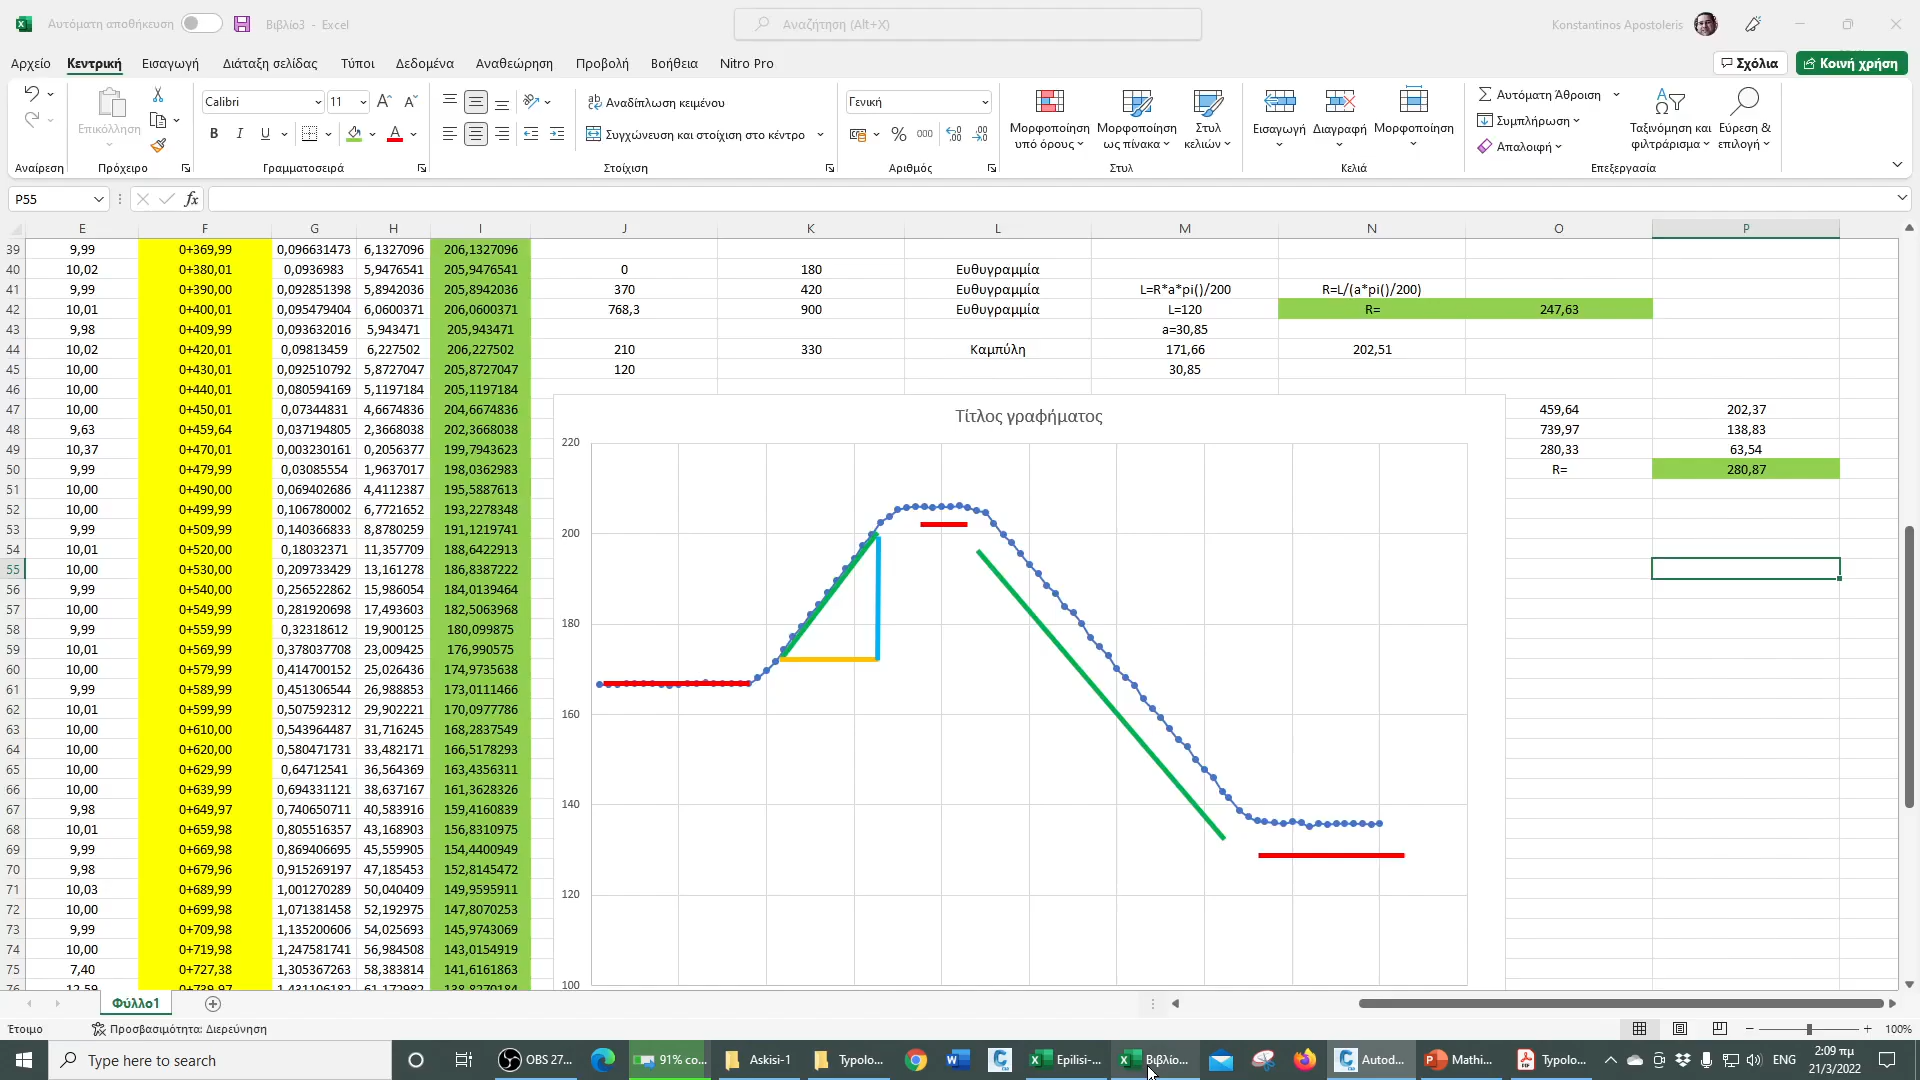 Αυτόματη αποθήκευση
Βιβλίο3 - Excel
Αναζήτηση (Alt+X)
Konstantinos Apostoleris
Αρχείο Κεντρική Εισαγωγή Διάταξη σελίδας Τύποι Δεδομένα Αναθεώρηση Προβολή Βοήθεια Nitro Pro
Σχόλια
Κοινή χρήση
Επικόλληση
Calibri 11
Αναδίπλωση κειμένου
Συγχώνευση και στοίχιση στο κέντρο
Γενική
Μορφοποίηση υπό όρους
Μορφοποίηση ως πίνακα
Στυλ κελιών
Εισαγωγή Διαγραφή Μορφοποίηση
Αυτόματη Άθροιση
Συμπλήρωση
Απαλοιφή
Ταξινόμηση και φιλτράρισμα
Εύρεση & επιλογή
Αναίρεση Πρόχειρο Γραμματοσειρά Στοίχιση Αριθμός Στυλ Κελιά Επεξεργασία
P55
E F G H I J K L M N O P
39 9,99 0+369,99 0,096631473 6,1327096 206,1327096
40 10,02 0+380,01 0,0936983 5,9476541 205,9476541 0 180 Ευθυγραμμία
41 9,99 0+390,00 0,092851398 5,8942036 205,8942036 370 420 Ευθυγραμμία L=R*a*pi()/200 R=L/(a*pi()/200)
42 10,01 0+400,01 0,095479404 6,0600371 206,0600371 768,3 900 Ευθυγραμμία L=120 R= 247,63
43 9,98 0+409,99 0,093632016 5,943471 205,943471 a=30,85
44 10,02 0+420,01 0,09813459 6,227502 206,227502 210 330 Καμπύλη 171,66 202,51
45 10,00 0+430,01 0,092510792 5,8727047 205,8727047 120 30,85
46 10,00 0+440,01 0,080594169 5,1197184 205,1197184
47 10,00 0+450,01 0,07344831 4,6674836 204,6674836 459,64 202,37
48 9,63 0+459,64 0,037194805 2,3668038 202,3668038 739,97 138,83
49 10,37 0+470,01 0,003230161 0,2056377 199,7943623 280,33 63,54
50 9,99 0+479,99 0,03085554 1,9637017 198,0362983 R= 280,87
51 10,00 0+490,00 0,069402686 4,4112387 195,5887613
52 10,00 0+499,99 0,106780002 6,7721652 193,2278348
53 9,99 0+509,99 0,140366833 8,8780259 191,1219741
54 10,01 0+520,00 0,18032371 11,357709 188,6422913
55 10,00 0+530,00 0,209733429 13,161278 186,8387222
56 9,99 0+540,00 0,256522862 15,986054 184,0139464
57 10,00 0+549,99 0,281920698 17,493603 182,5063968
58 9,99 0+559,99 0,32318612 19,900125 180,099875
59 10,01 0+569,99 0,378037708 23,009425 176,990575
60 10,00 0+579,99 0,414700152 25,026436 174,9735638
61 9,99 0+589,99 0,451306544 26,988853 173,0111466
62 10,01 0+599,99 0,507592312 29,902221 170,0977786
63 10,00 0+610,00 0,543964487 31,716245 168,2837549
64 10,00 0+620,00 0,580471731 33,482171 166,5178293
65 10,00 0+629,99 0,64712541 36,564369 163,4356311
66 10,00 0+639,99 0,694331121 38,637167 161,3628326
67 9,98 0+649,97 0,740650711 40,583916 159,4160839
68 10,01 0+659,98 0,805516357 43,168903 156,8310975
69 9,99 0+669,98 0,869406695 45,559905 154,4400949
70 9,98 0+679,96 0,915269197 47,185453 152,8145472
71 10,03 0+689,99 1,001270289 50,040409 149,9595911
72 10,00 0+699,98 1,071381458 52,192975 147,8070253
73 9,99 0+709,98 1,135200606 54,025693 145,9743069
74 10,00 0+719,98 1,247581741 56,984508 143,0154919
75 7,40 0+727,38 1,305367263 58,383814 141,6161863
76 12,59 0+739,97 1,431106182 61,172982 138,8270184
Τίτλος γραφήματος
220
200
180
160
140
120
100
Φύλλο1
Έτοιμο Προσβασιμότητα: Διερεύνηση 100%
Type here to search
OBS 27...
91% co...
Askisi-1
Typolo...
Epilisi-...
Βιβλίο...
Autod...
Mathi...
Typolo...
ENG
2:09 πμ
21/3/2022